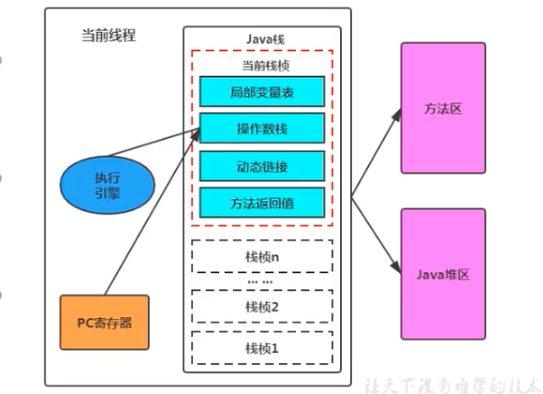 当前线程
Java栈
当前栈帧
局部变量表
操作数栈
动态链接
方法返回值
栈桢n
... ...
栈桢2
栈桢1
执行
引擎
PC寄存器
方法区
Java堆区
让天下没有难学的技术